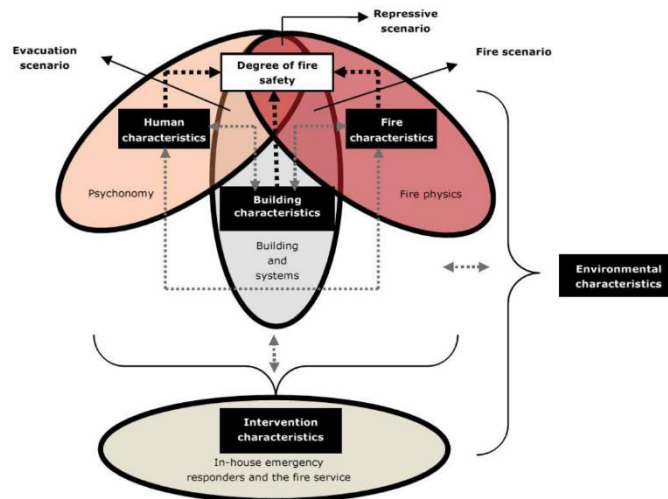 Repressive
scenario
Evacuation
scenario
Fire scenario
Degree of fire
safety
Human
characteristics
Fire
characteristics
Psychonomy
Fire physics
Building
characteristics
Building
and
systems
Environmental
characteristics
Intervention
characteristics
In-house emergency
responders and the fire service